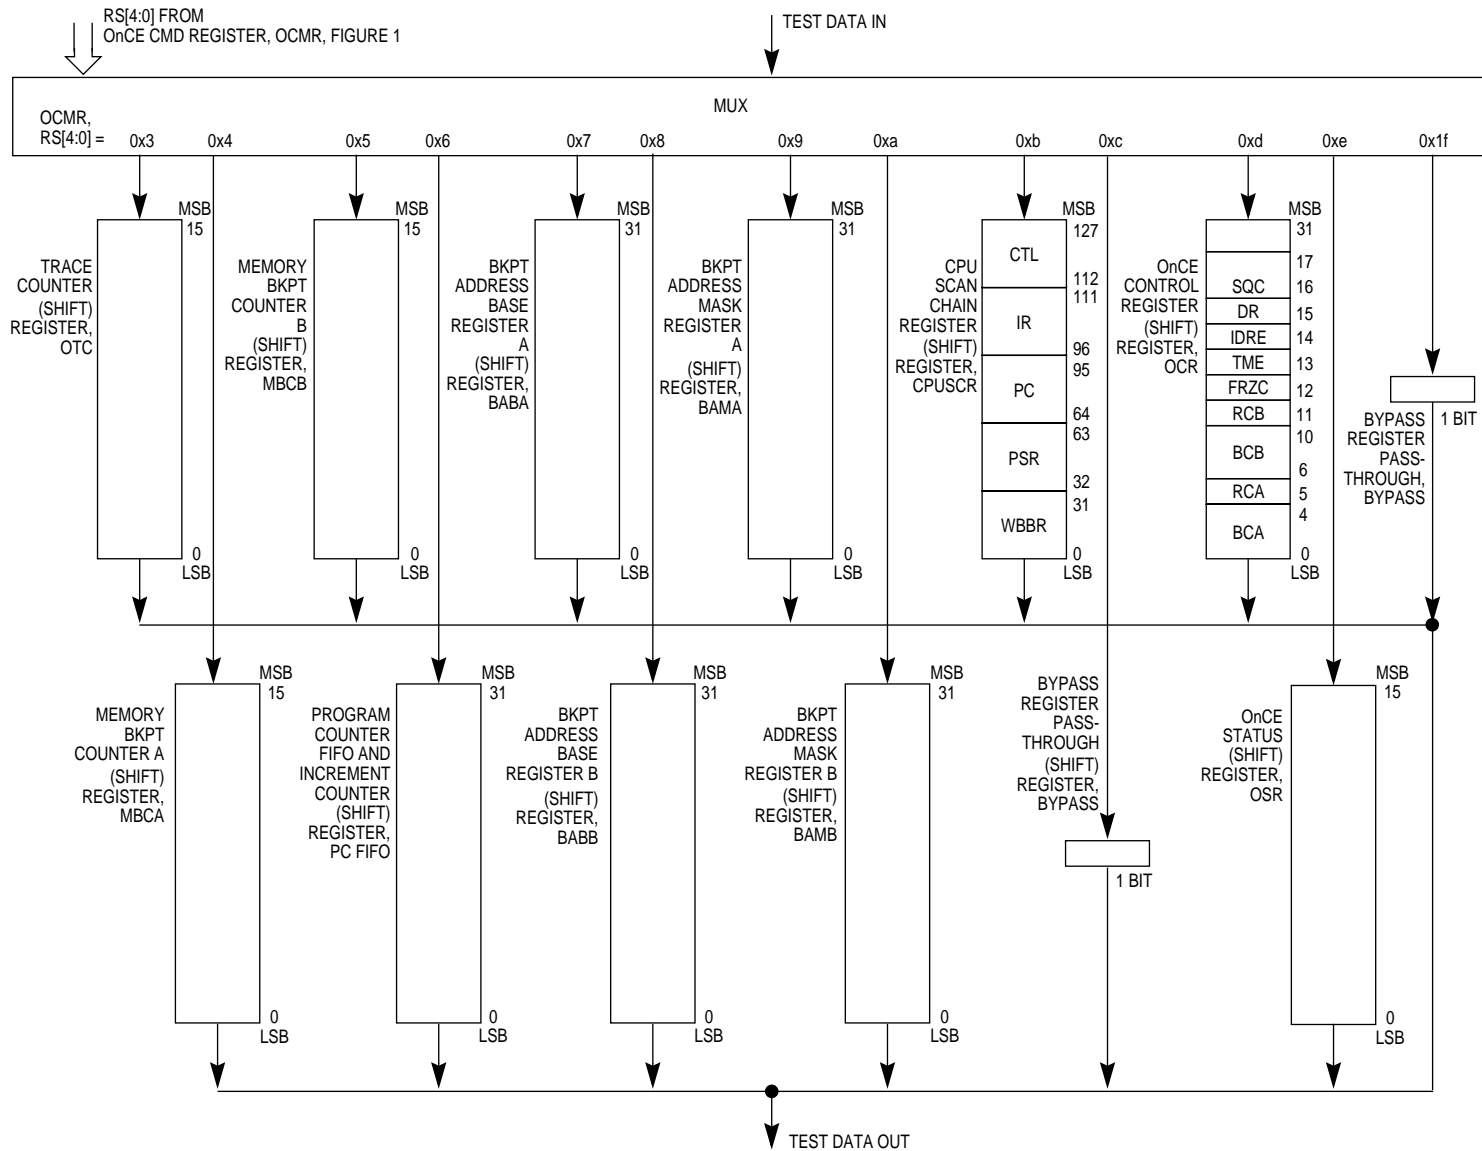 RS[4:0] FROM
OnCE CMD REGISTER, OCMR, FIGURE 1
TEST DATA IN
MUX
OCMR,
RS[4:0] =
0x3
0x4
0x5
0x6
0x7
0x8
0x9
0xa
0xb
0xc
0xd
0xe
0x1f
TRACE
COUNTER
(SHIFT)
REGISTER,
OTC
MSB
15
0
LSB
MEMORY
BKPT
COUNTER
B
(SHIFT)
REGISTER,
MBCB
MSB
15
0
LSB
BKPT
ADDRESS
BASE
REGISTER
A
(SHIFT)
REGISTER,
BABA
MSB
31
0
LSB
BKPT
ADDRESS
MASK
REGISTER
A
(SHIFT)
REGISTER,
BAMA
MSB
31
0
LSB
CPU
SCAN
CHAIN
REGISTER
(SHIFT)
REGISTER,
CPUSCR
MSB
127
CTL
112
111
IR
96
95
PC
64
63
PSR
32
31
WBBR
0
LSB
OnCE
CONTROL
REGISTER
(SHIFT)
REGISTER,
OCR
MSB
31
17
SQC
16
DR
15
IDRE
14
TME
13
FRZC
12
RCB
11
10
BCB
6
RCA
5
4
BCA
0
LSB
1 BIT
BYPASS
REGISTER
PASS-
THROUGH,
BYPASS
MEMORY
BKPT
COUNTER A
(SHIFT)
REGISTER,
MBCA
MSB
15
0
LSB
PROGRAM
COUNTER
FIFO AND
INCREMENT
COUNTER
(SHIFT)
REGISTER,
PC FIFO
MSB
31
0
LSB
BKPT
ADDRESS
BASE
REGISTER B
(SHIFT)
REGISTER,
BABB
MSB
31
0
LSB
BKPT
ADDRESS
MASK
REGISTER B
(SHIFT)
REGISTER,
BAMB
MSB
31
0
LSB
BYPASS
REGISTER
PASS-
THROUGH
(SHIFT)
REGISTER,
BYPASS
1 BIT
OnCE
STATUS
(SHIFT)
REGISTER,
OSR
MSB
15
0
LSB
TEST DATA OUT